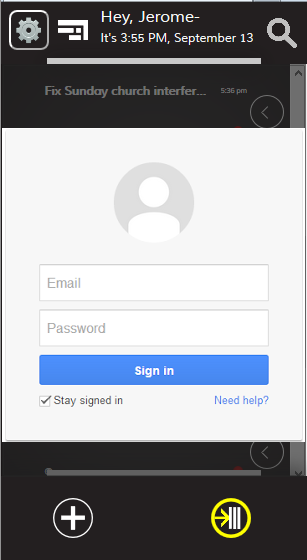 Hey, Jerome-
It's 3:55 PM, September 13
Fix Sunday church interfer...
5:36 pm
Email
Password
Sign in
Stay signed in
Need help?